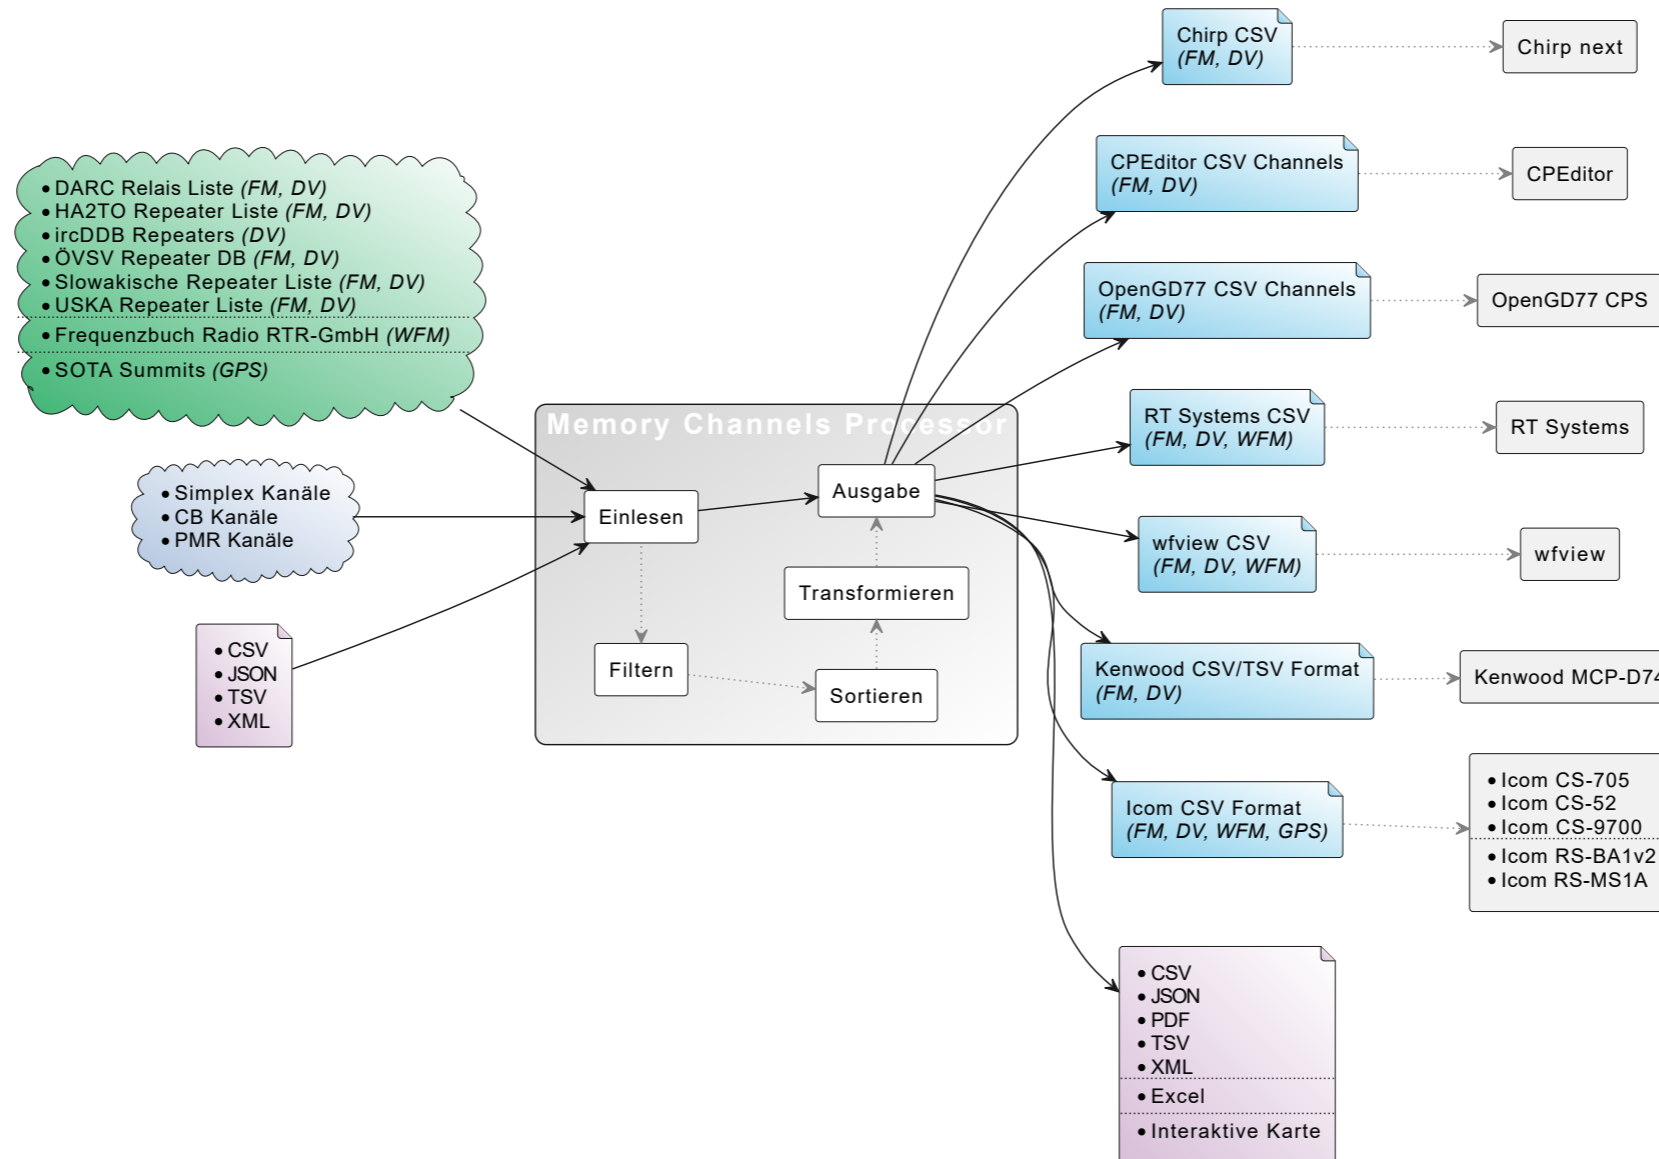 • DARC Relais Liste (FM, DV)
• HA2TO Repeater Liste (FM, DV)
• ircDDB Repeaters (DV)
• ÖVSV Repeater DB (FM, DV)
• Slowakische Repeater Liste (FM, DV)
• USKA Repeater Liste (FM, DV)
• Frequenzbuch Radio RTR-GmbH (WFM)
• SOTA Summits (GPS)
• Simplex Kanäle
• CB Kanäle
• PMR Kanäle
• CSV
• JSON
• TSV
• XML
Memory Channels Processor
Einlesen
Ausgabe
Transformieren
Filtern
Sortieren
Chirp CSV
(FM, DV)
Chirp next
CPEditor CSV Channels
(FM, DV)
CPEditor
OpenGD77 CSV Channels
(FM, DV)
OpenGD77 CPS
RT Systems CSV
(FM, DV, WFM)
RT Systems
wfview CSV
(FM, DV, WFM)
wfview
Kenwood CSV/TSV Format
(FM, DV)
Kenwood MCP-D74
Icom CSV Format
(FM, DV, WFM, GPS)
• Icom CS-705
• Icom CS-52
• Icom CS-9700
• Icom RS-BA1v2
• Icom RS-MS1A
• CSV
• JSON
• PDF
• TSV
• XML
• Excel
• Interaktive Karte